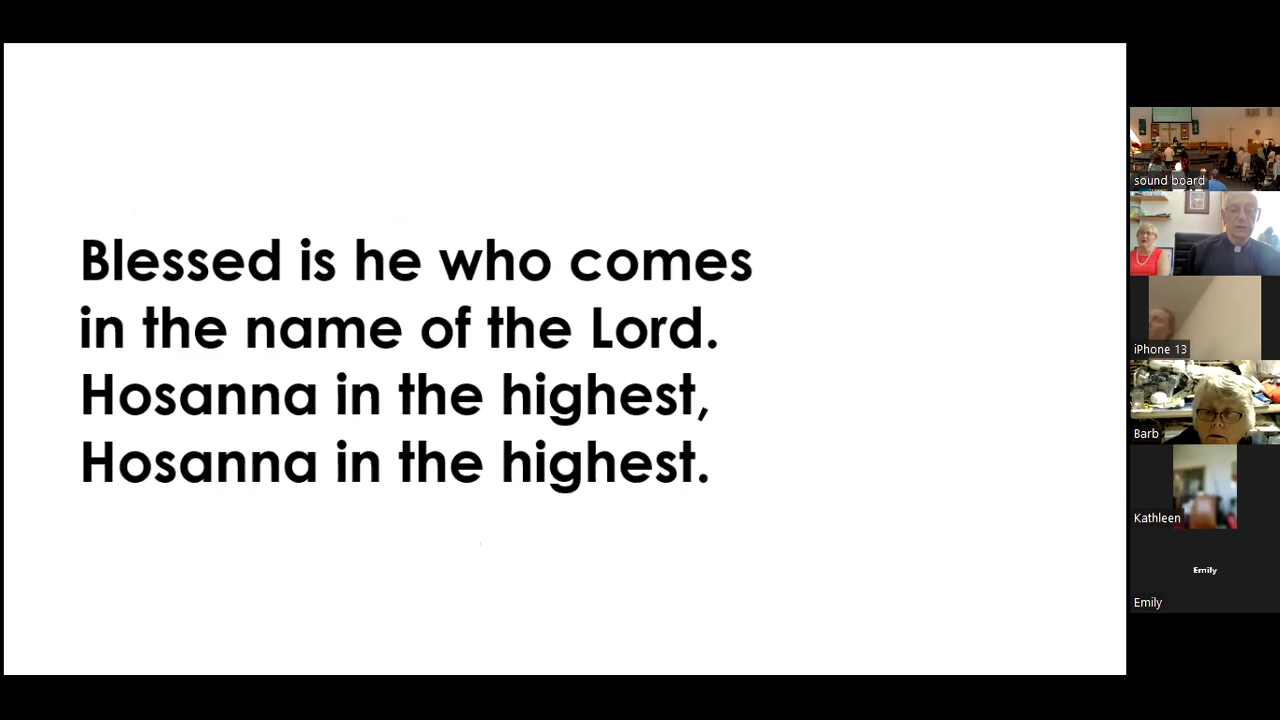 Blessed is he who comes
in the name of the Lord.
Hosanna in the highest,
Hosanna in the highest.
sound board
iPhone 13
Barb
Kathleen
Emily
Emily